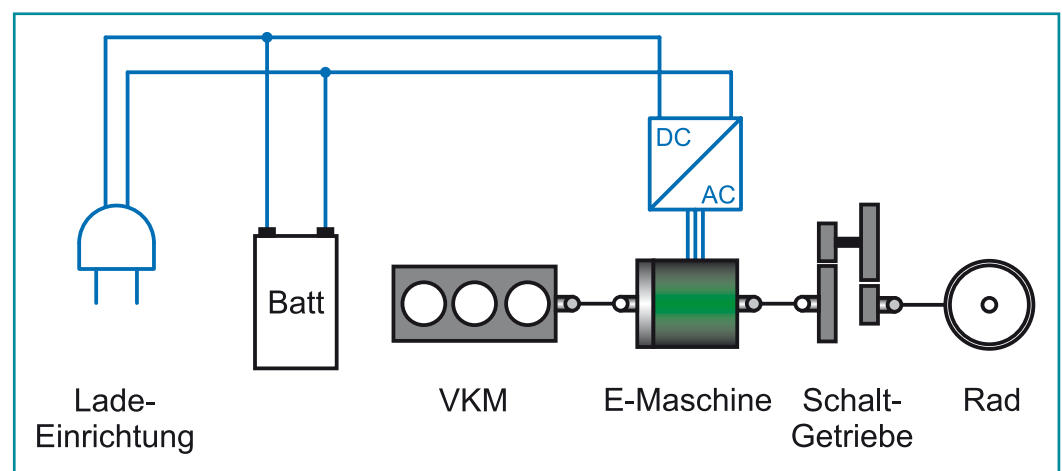 DC
AC
Batt
Lade-
Einrichtung
VKM
E-Maschine
Schalt-
Getriebe
Rad